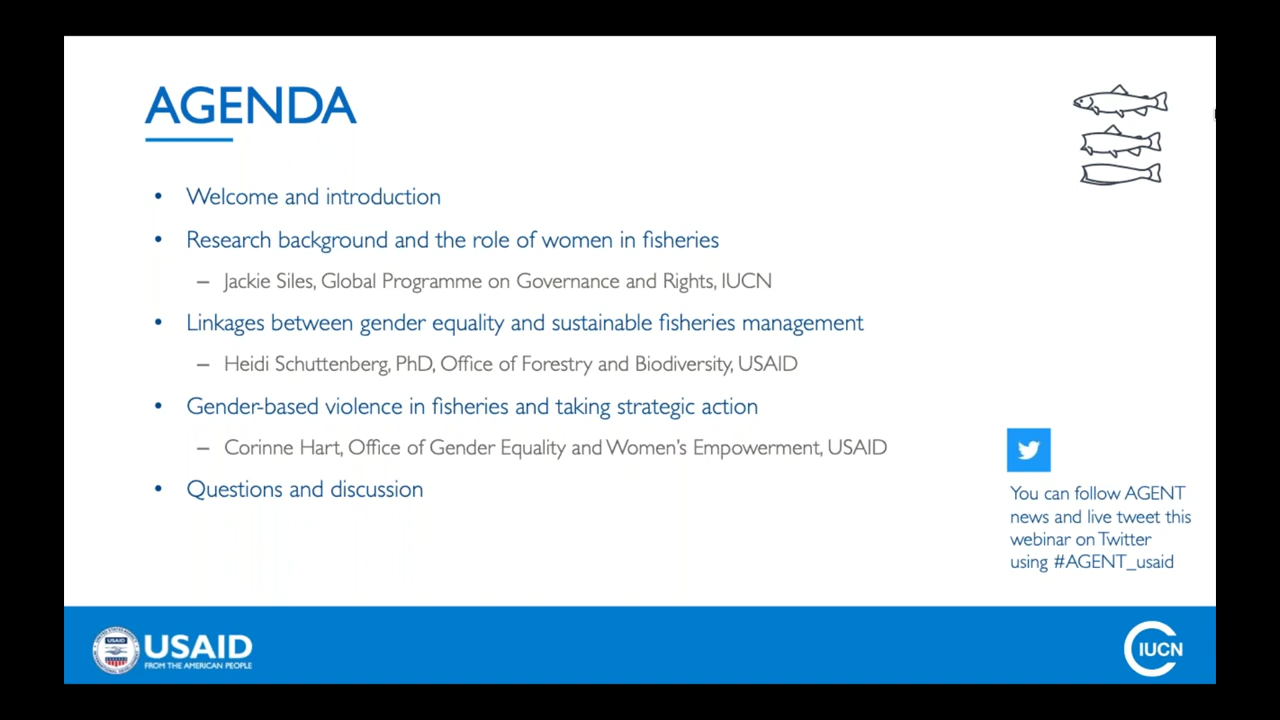 AGENDA
• Welcome and introduction
• Research background and the role of women in fisheries
– Jackie Siles, Global Programme on Governance and Rights, IUCN
• Linkages between gender equality and sustainable fisheries management
– Heidi Schuttenberg, PhD, Office of Forestry and Biodiversity, USAID
• Gender-based violence in fisheries and taking strategic action
– Corinne Hart, Office of Gender Equality and Women's Empowerment, USAID
• Questions and discussion
You can follow AGENT
news and live tweet this
webinar on Twitter
using #AGENT_usaid
USAID
USAID
FROM THE AMERICAN PEOPLE
IUCN